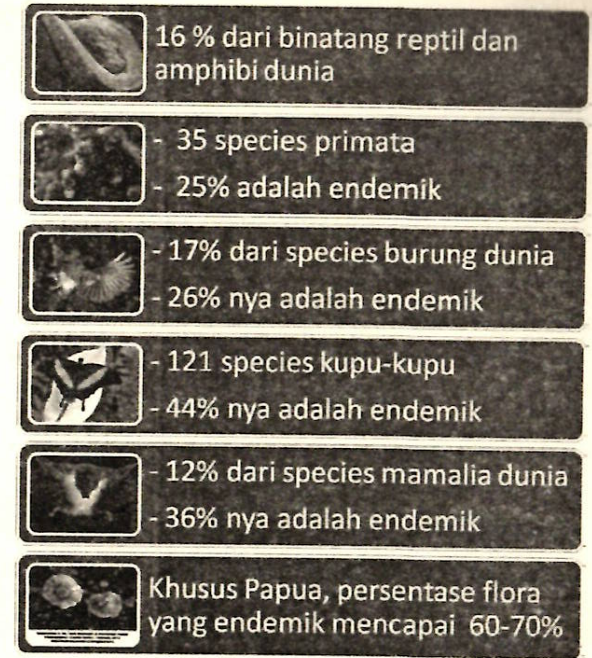 16 % dari binatang reptil dan
amphibi dunia
- 35 species primata
- 25% adalah endemik
- 17% dari species burung dunia
- 26% nya adalah endemik
- 121 species kupu-kupu
- 44% nya adalah endemik
- 12% dari species mamalia dunia
- 36% nya adalah endemik
Khusus Papua, persentase flora
yang endemik mencapai 60-70%